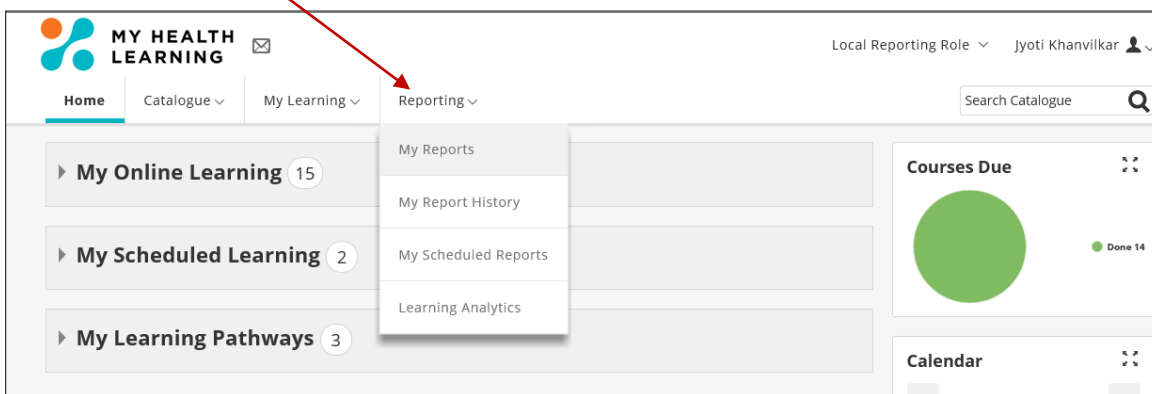 MY HEALTH
LEARNING
Local Reporting Role
Jyoti Khanvilkar
Home
Catalogue
My Learning
Reporting
Search Catalogue
My Reports
My Report History
My Scheduled Reports
Learning Analytics
My Online Learning 15
My Scheduled Learning 2
My Learning Pathways 3
Courses Due
Done 14
Calendar